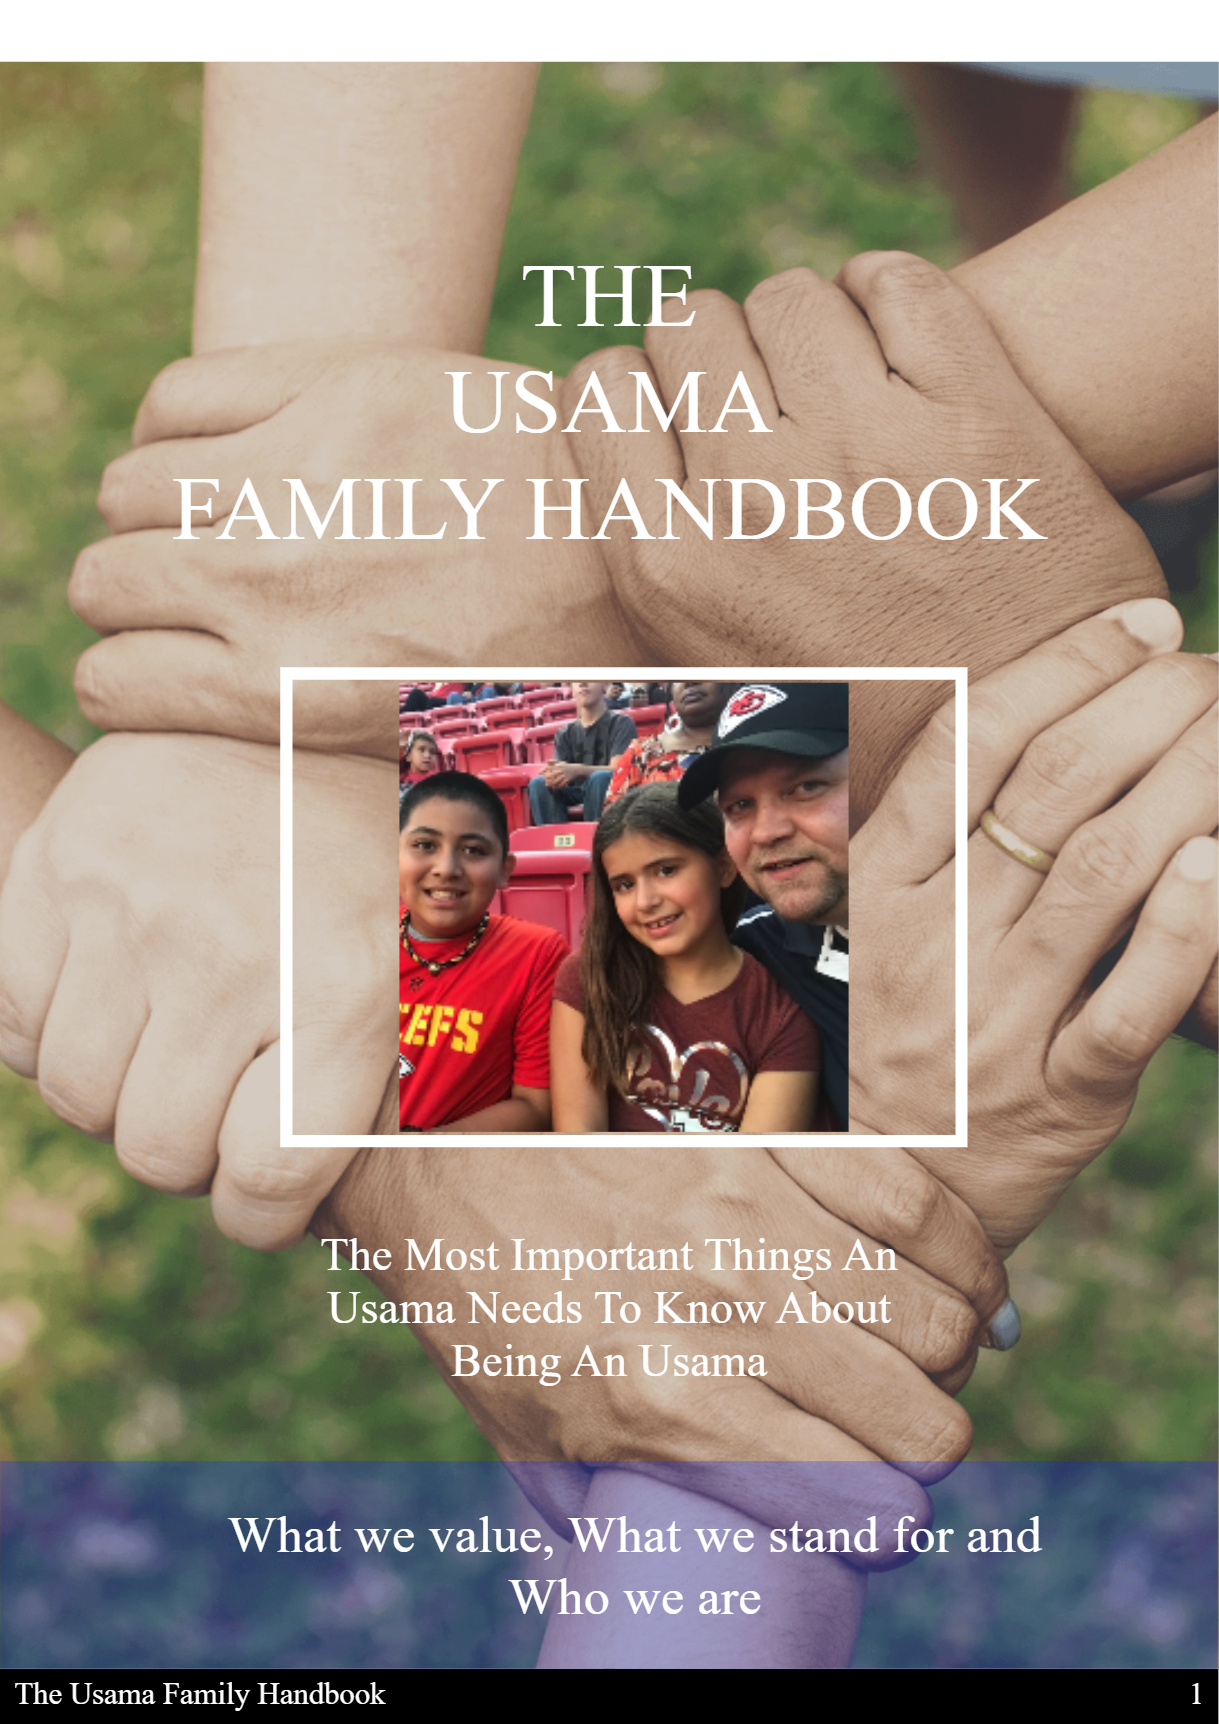 THE
USAMA
FAMILY HANDBOOK
EFS
The Most Important Things An
Usama Needs To Know About
Being An Usama
What we value, What we stand for and
Who we are
The Usama Family Handbook 1